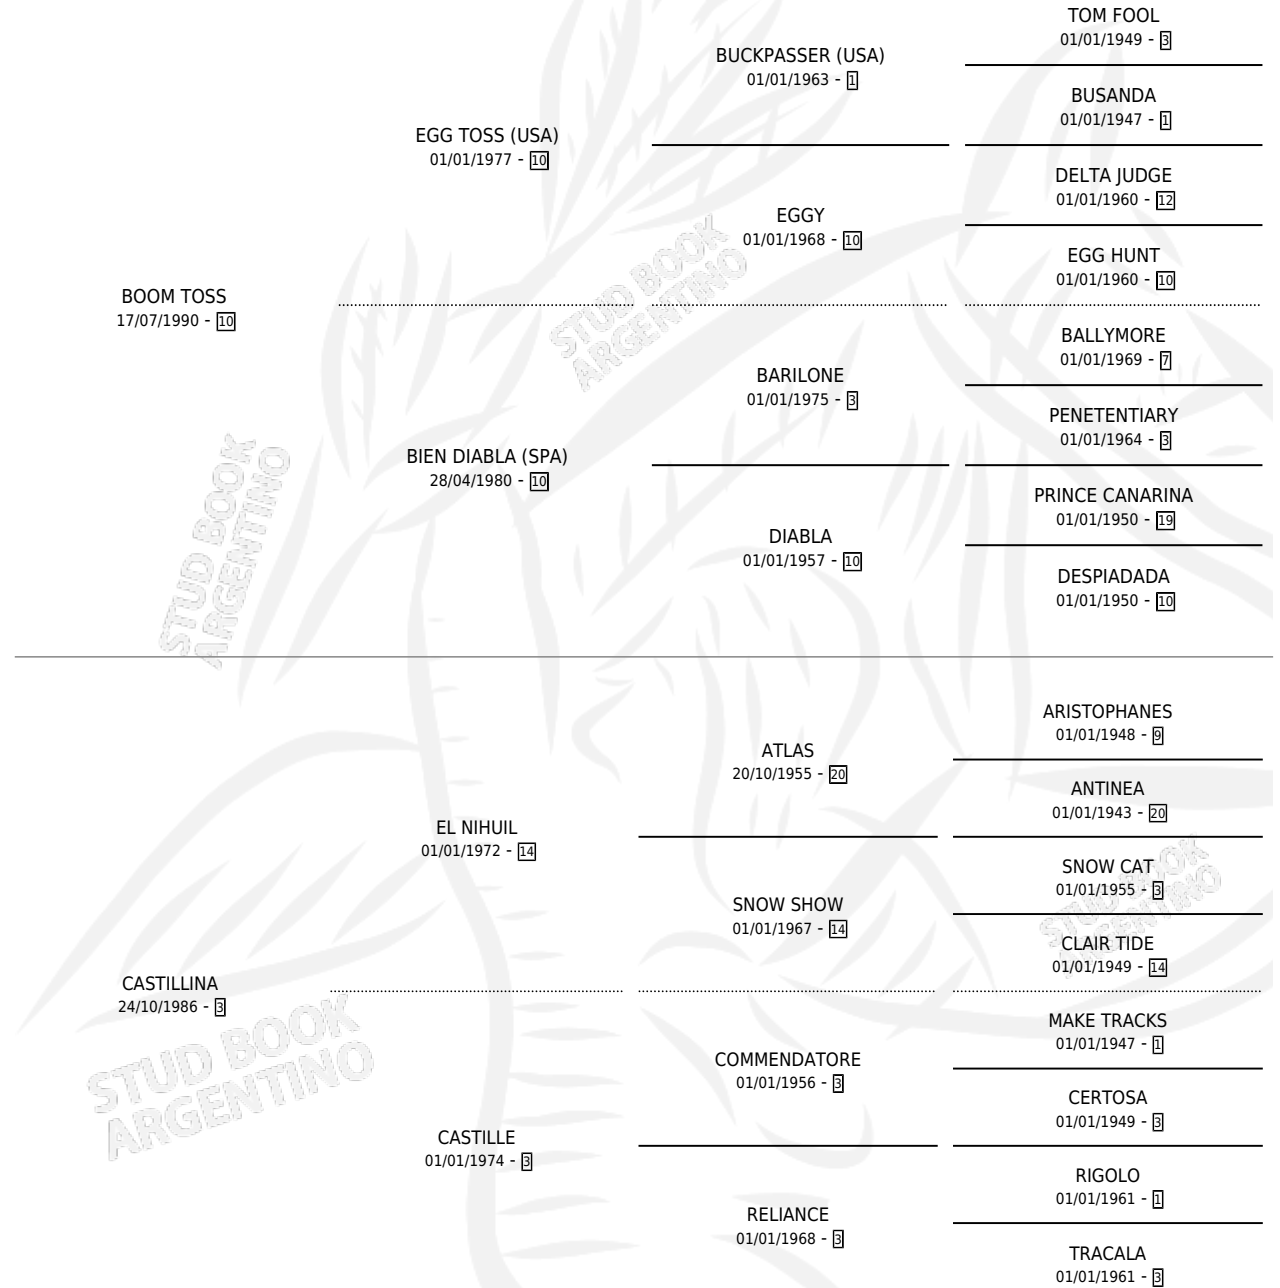 TOM FOOL
01/01/1949 - 3
BUCKPASSER (USA)
01/01/1963 - 1
BUSANDA
01/01/1947 - 1
EGG TOSS (USA)
01/01/1977 - 10
DELTA JUDGE
01/01/1960 - 12
EGGY
01/01/1968 - 10
EGG HUNT
01/01/1960 - 10
BOOM TOSS
17/07/1990 - 10
STUD BOOK
ARGENTINO
BALLYMORE
01/01/1969 - 7
BARILONE
01/01/1975 - 3
PENETENTIARY
01/01/1964 - 3
BIEN DIABLA (SPA)
28/04/1980 - 10
PRINCE CANARINA
01/01/1950 - 19
DIABLA
01/01/1957 - 10
DESPIADADA
01/01/1950 - 10
STUD BOOK
ARGENTINO
ARISTOPHANES
01/01/1948 - 9
ATLAS
20/10/1955 - 20
ANTINEA
01/01/1943 - 20
EL NIHUIL
01/01/1972 - 14
SNOW CAT
01/01/1955 - 3
SNOW SHOW
01/01/1967 - 14
CLAIR TIDE
01/01/1949 - 14
STUD BOOK
ARGENTINO
CASTILLINA
24/10/1986 - 3
MAKE TRACKS
01/01/1947 - 1
COMMENDATORE
01/01/1956 - 3
CERTOSA
01/01/1949 - 3
STUD BOOK
ARGENTINO
CASTILLE
01/01/1974 - 3
RIGOLO
01/01/1961 - 1
RELIANCE
01/01/1968 - 3
TRACALA
01/01/1961 - 3